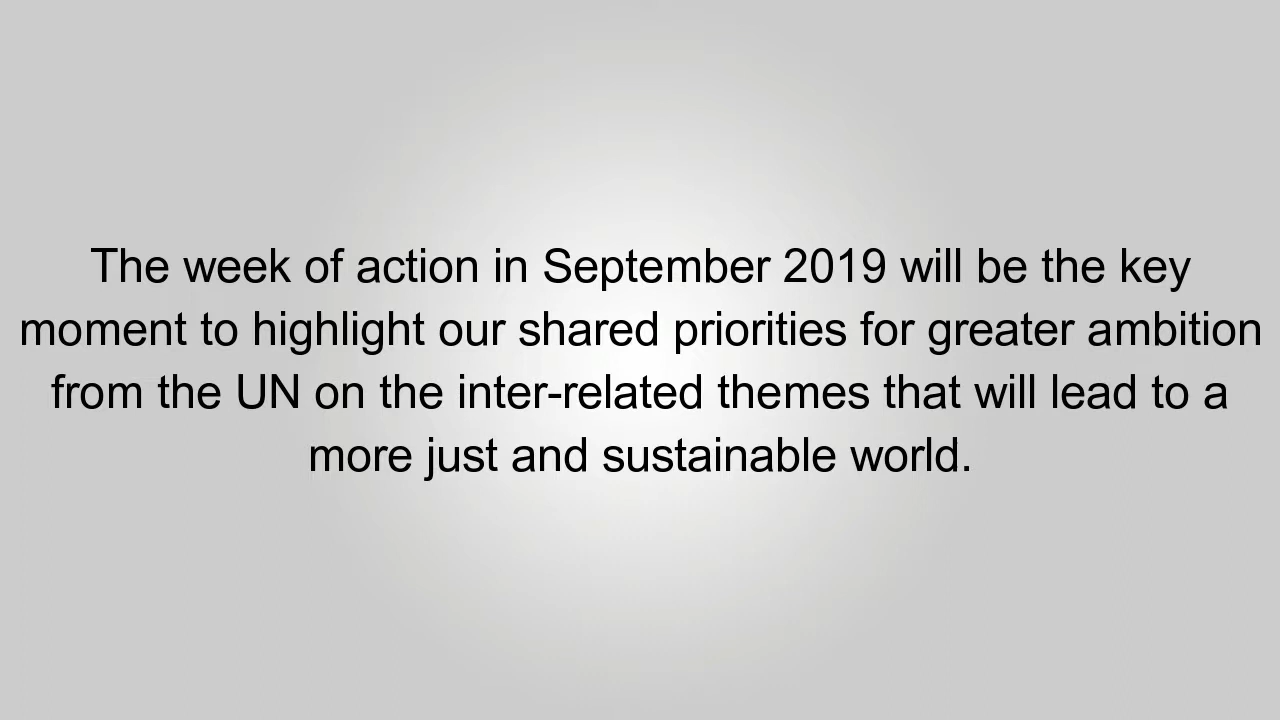 The week of action in September 2019 will be the key
moment to highlight our shared priorities for greater ambition
from the UN on the inter-related themes that will lead to a
more just and sustainable world.